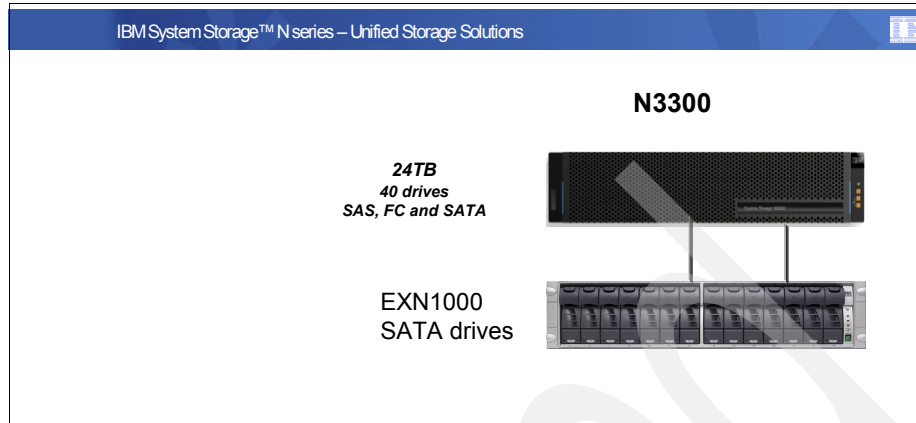 IBM System Storage™ N series – Unified Storage Solutions
N3300
24TB
40 drives
SAS, FC and SATA
EXN1000
SATA drives